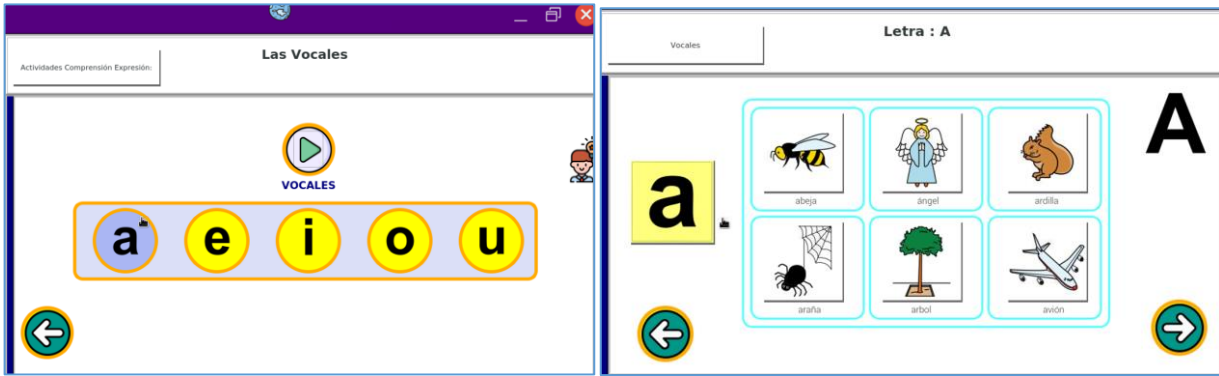 Las Vocales
Actividades Comprensión Expresión:
VOCALES
a e i o u
Letra : A
Vocales
A
a
abeja ángel ardilla
araña arbol avión